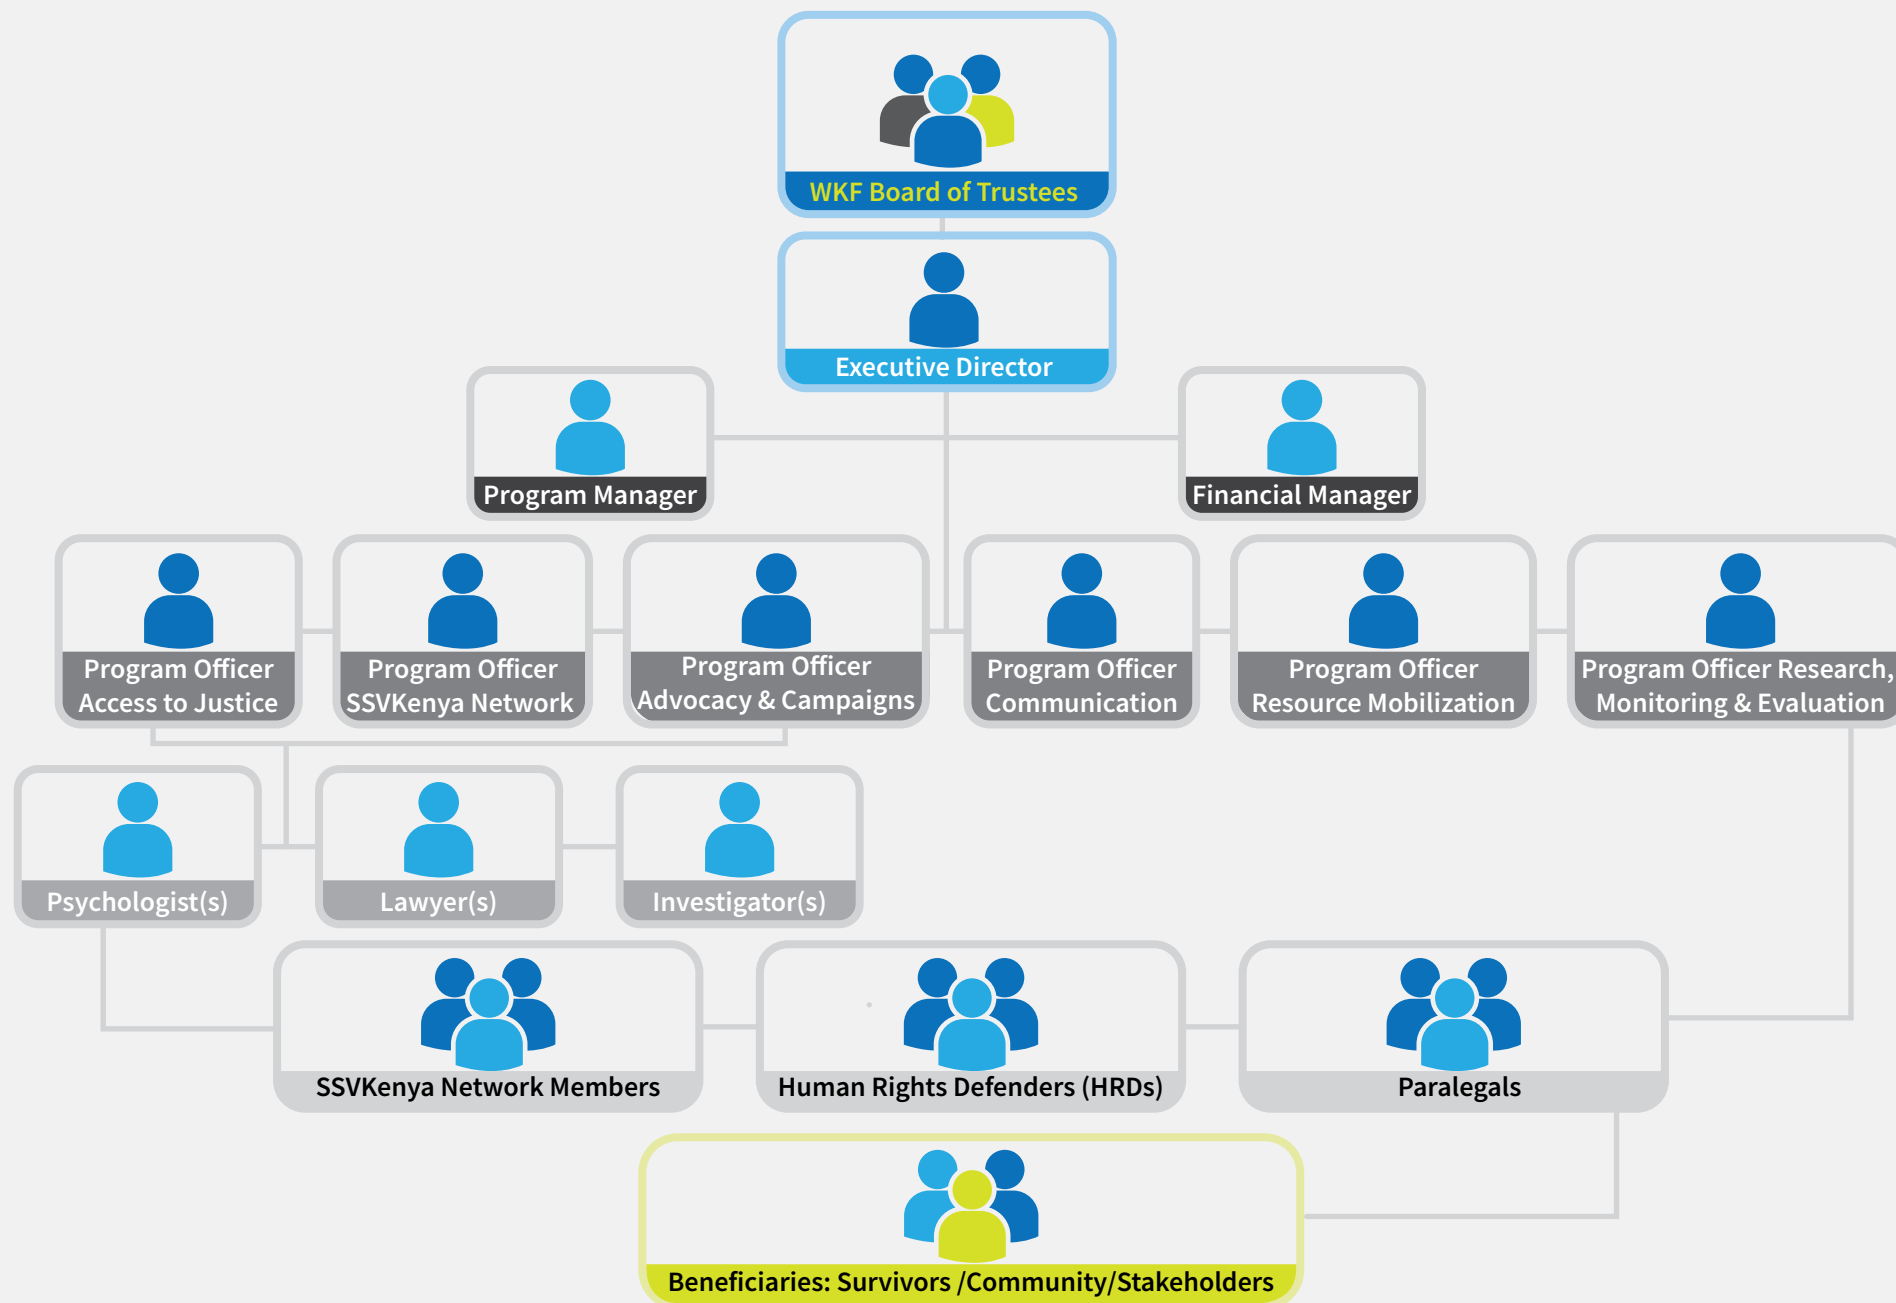 WKF Board of Trustees
Executive Director
Program Manager
Financial Manager
Program Officer
Access to Justice
Program Officer
SSVKenya Network
Program Officer
Advocacy & Campaigns
Program Officer
Communication
Program Officer
Resource Mobilization
Program Officer Research,
Monitoring & Evaluation
Psychologist(s)
Lawyer(s)
Investigator(s)
SSVKenya Network Members
Human Rights Defenders (HRDs)
Paralegals
Beneficiaries: Survivors /Community/Stakeholders